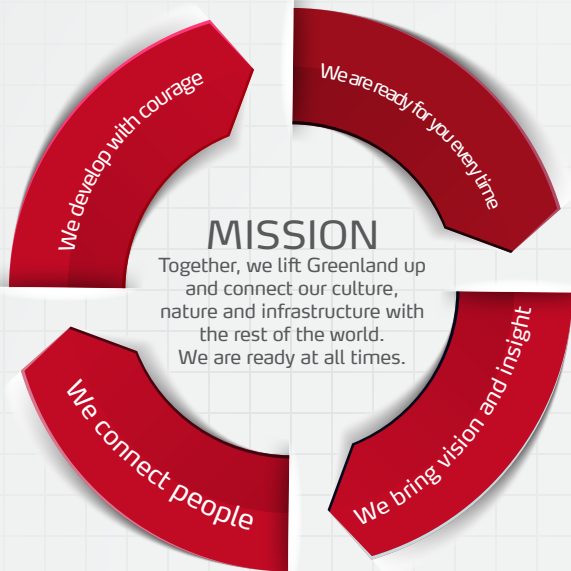 We develop with courage
We are ready for you every time
MISSION
Together, we lift Greenland up
and connect our culture,
nature and infrastructure with
the rest of the world.
We are ready at all times.
We connect people
We bring vision and insight